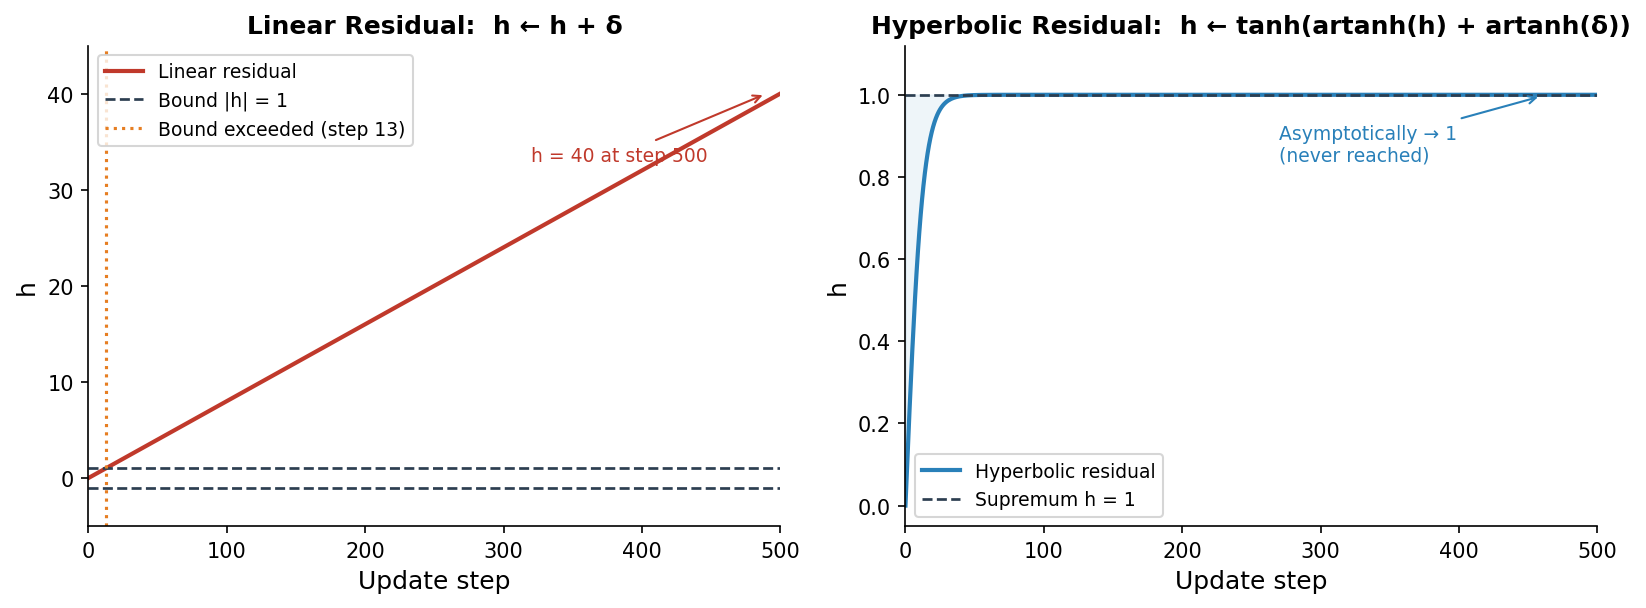 Linear Residual:  h ← h + δ
Linear residual
Bound |h| = 1
Bound exceeded (step 13)
h = 40 at step 500
h
40
30
20
10
0
0 100 200 300 400 500
Update step
Hyperbolic Residual:  h ← tanh(artanh(h) + artanh(δ))
Asymptotically → 1
(never reached)
h
1.0
0.8
0.6
0.4
0.2
0.0
Hyperbolic residual
Supremum h = 1
0 100 200 300 400 500
Update step